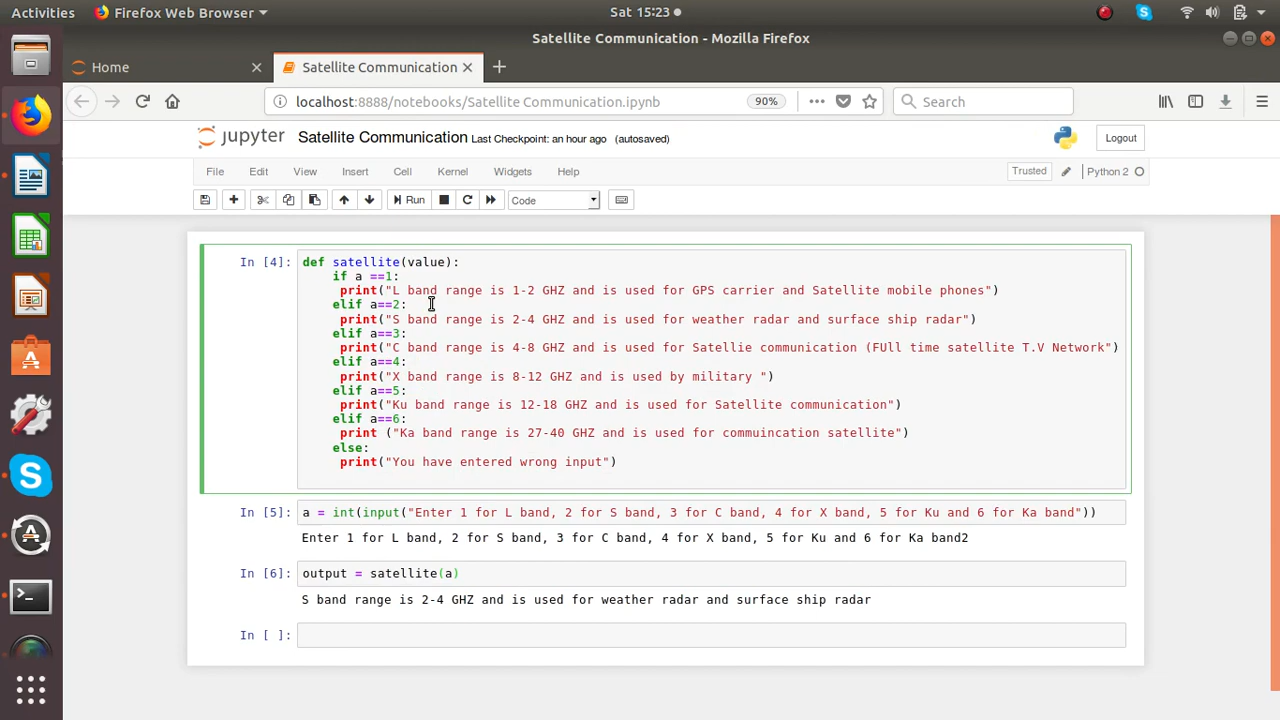 Activities Firefox Web Browser Sat 15:23
Satellite Communication - Mozilla Firefox
Home Satellite Communication
localhost:8888/notebooks/Satellite Communication.ipynb 90% Search
jupyter Satellite Communication Last Checkpoint: an hour ago (autosaved) Logout
File Edit View Insert Cell Kernel Widgets Help Trusted Python 2
Run Code
In [4]: def satellite(value):
if a ==1:
print("L band range is 1-2 GHZ and is used for GPS carrier and Satellite mobile phones")
elif a==2:
print("S band range is 2-4 GHZ and is used for weather radar and surface ship radar")
elif a==3:
print("C band range is 4-8 GHZ and is used for Satellie communication (FUll time satellite T.V Network")
elif a==4:
print("X band range is 8-12 GHZ and is used by military ")
elif a==5:
print("Ku band range is 12-18 GHZ and is used for Satellite communication")
elif a==6:
print ("Ka band range is 27-40 GHZ and is used for commuincation satellite")
else:
print("You have entered wrong input")
In [5]: a = int(input("Enter 1 for L band, 2 for S band, 3 for C band, 4 for X band, 5 for Ku and 6 for Ka band"))
Enter 1 for L band, 2 for S band, 3 for C band, 4 for X band, 5 for Ku and 6 for Ka band2
In [6]: output = satellite(a)
S band range is 2-4 GHZ and is used for weather radar and surface ship radar
In [ ]: